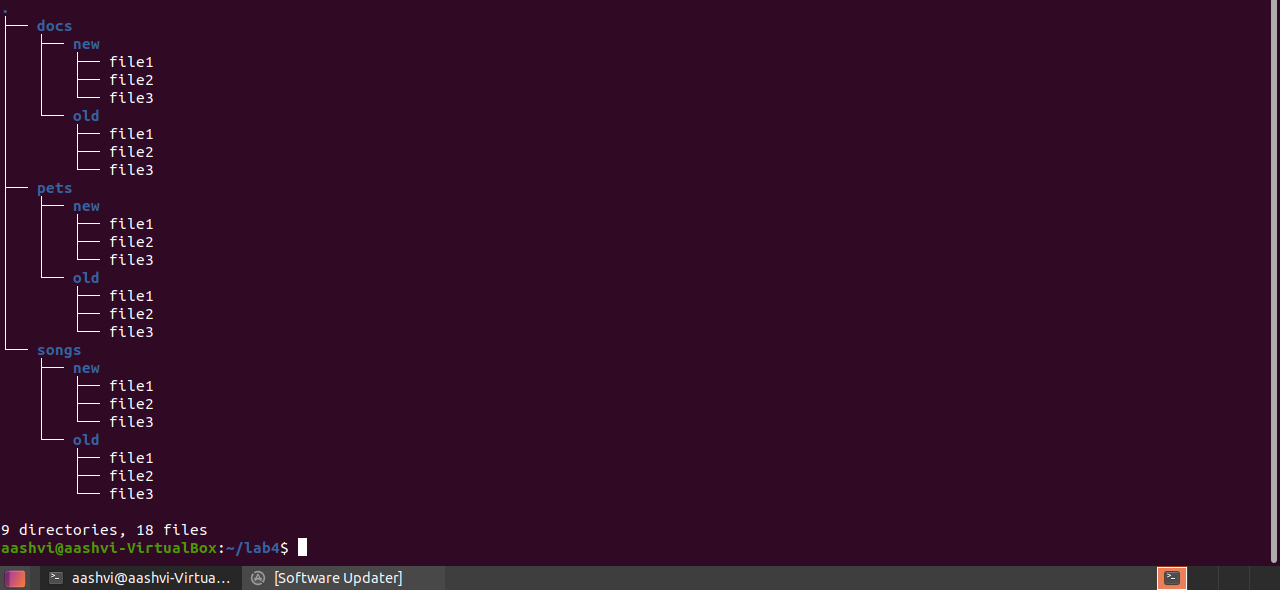 .
├── docs
│   ├── new
│   │   ├── file1
│   │   ├── file2
│   │   └── file3
│   └── old
│       ├── file1
│       ├── file2
│       └── file3
├── pets
│   ├── new
│   │   ├── file1
│   │   ├── file2
│   │   └── file3
│   └── old
│       ├── file1
│       ├── file2
│       └── file3
└── songs
    ├── new
    │   ├── file1
    │   ├── file2
    │   └── file3
    └── old
        ├── file1
        ├── file2
        └── file3
9 directories, 18 files
aashvi@aashvi-VirtualBox:~/lab4$
aashvi@aashvi-Virtua... [Software Updater]